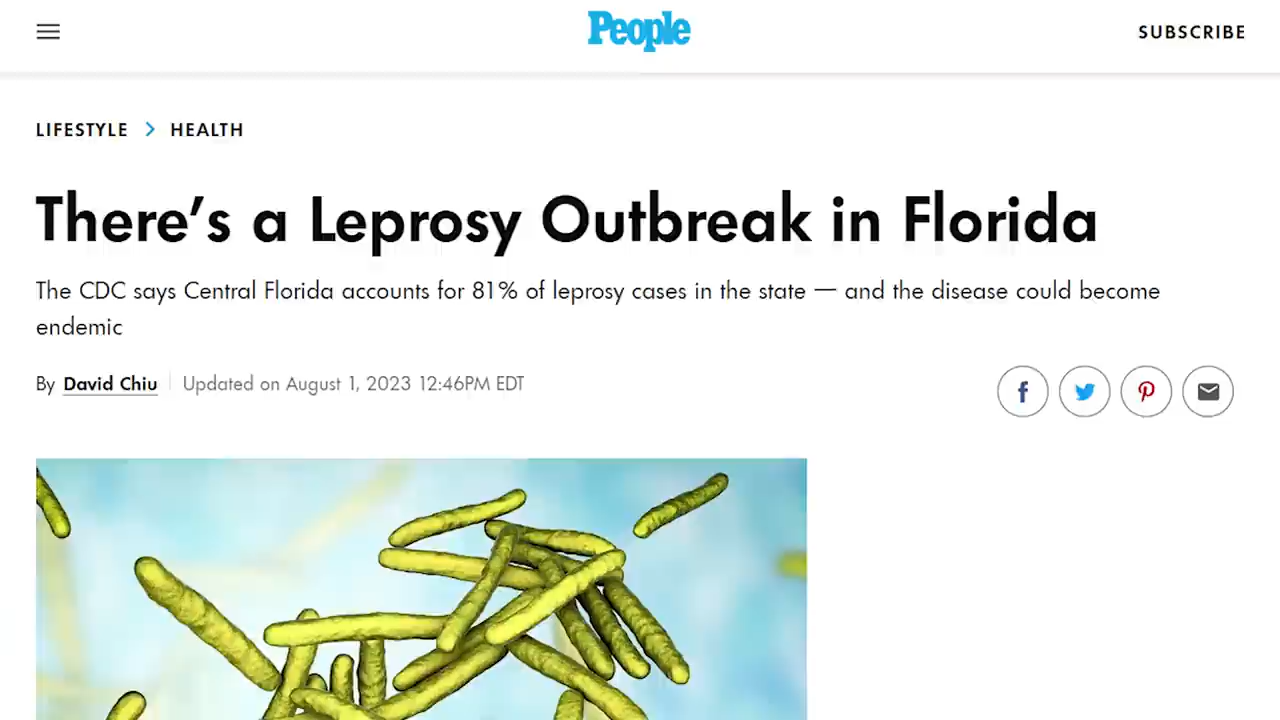 People
SUBSCRIBE
LIFESTYLE > HEALTH
There’s a Leprosy Outbreak in Florida
The CDC says Central Florida accounts for 81% of leprosy cases in the state — and the disease could become
endemic
By David Chiu Updated on August 1, 2023 12:46PM EDT